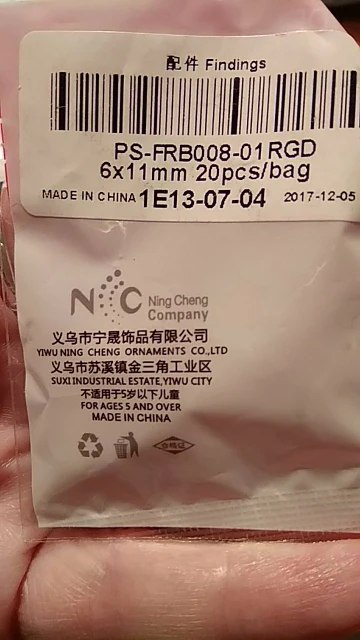 配件 Findings
PS-FRB008-01RGD
6x11mm 20pcs/bag
MADE IN CHINA 1E13-07-04 2017-12-05
NC Ning Cheng
Company
义乌市宁晟饰品有限公司
YIWU NING CHENG ORNAMENTS CO.,LTD
义乌市苏溪镇金三角工业区
SUXI INDUSTRIAL ESTATE,YIWU CITY
不适用于5岁以下儿童
FOR AGES 5 AND OVER
MADE IN CHINA
合格证